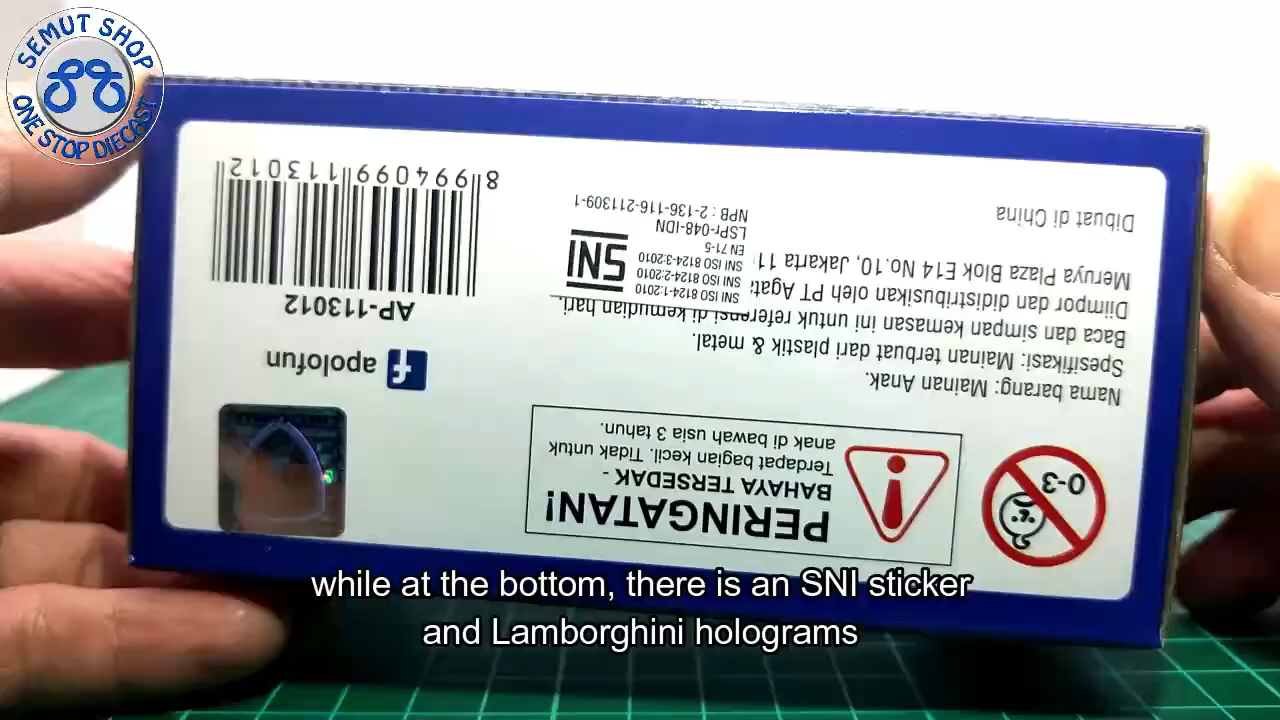 SEMUT SHOP
ONE STOP DIECAST
PERINGATAN!
BAHAYA TERSEDAK -
Terdapat bagian kecil. Tidak untuk
anak di bawah usia 3 tahun.
0-3
Nama barang: Mainan Anak.
Spesifikasi: Mainan terbuat dari plastik & metal.
Baca dan simpan kemasan ini untuk referensi di kemudian hari.
Diimpor dan didistribusikan oleh PT Agati
Meruya Plaza Blok E14 No.10, Jakarta 11
Dibuat di China
SNI
SNI ISO 8124-1:2010
SNI ISO 8124-2:2010
SNI ISO 8124-3:2010
EN 71-5
LSPr-048-IDN
NPB : 2-136-116-211309-1
f apolofun
AP-113012
8 994099 113012
while at the bottom, there is an SNI sticker
and Lamborghini holograms